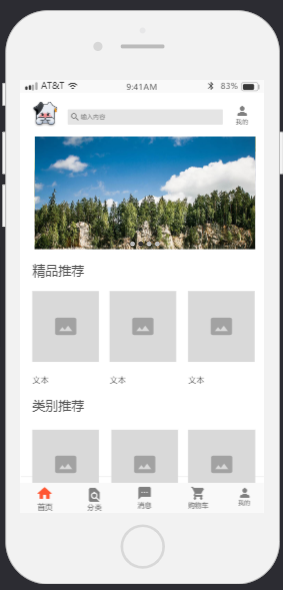 AT&T 9:41AM 83%
输入内容
我的
精品推荐
文本 文本 文本
类别推荐
首页 分类 消息 购物车 我的